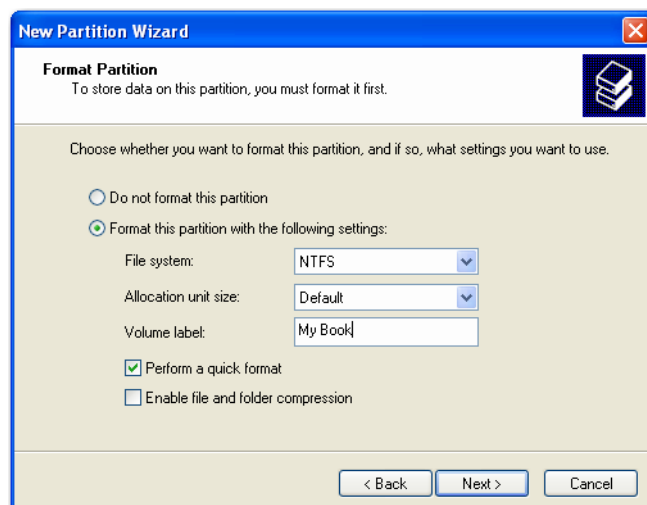 New Partition Wizard
Format Partition
To store data on this partition, you must format it first.
Choose whether you want to format this partition, and if so, what settings you want to use.
Do not format this partition
Format this partition with the following settings:
File system: NTFS
Allocation unit size: Default
Volume label: My Book
Perform a quick format
Enable file and folder compression
< Back Next > Cancel